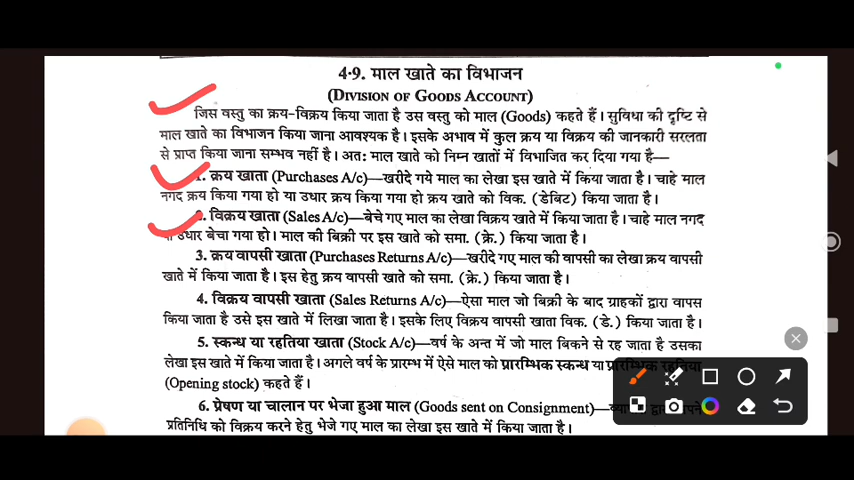 4·9. माल खाते का विभाजन
(DIVISION OF GOODS ACCOUNT)
जिस वस्तु का क्रय-विक्रय किया जाता है उस वस्तु को माल (Goods) कहते हैं। सुविधा की दृष्टि से
माल खाते का विभाजन किया जाना आवश्यक है। इसके अभाव में कुल क्रय या विक्रय की जानकारी सरलता
से प्राप्त किया जाना सम्भव नहीं है। अतः माल खाते को निम्न खातों में विभाजित कर दिया गया है—
1. क्रय खाता (Purchases A/c)—खरीदे गये माल का लेखा इस खाते में किया जाता है। चाहे माल
नगद क्रय किया गया हो या उधार क्रय किया गया हो क्रय खाते को विक. (डेबिट) किया जाता है।
2. विक्रय खाता (Sales A/c)—बेचे गए माल का लेखा विक्रय खाते में किया जाता है। चाहे माल नगद
या उधार बेचा गया हो। माल की बिक्री पर इस खाते को समा. (क्रे.) किया जाता है।
3. क्रय वापसी खाता (Purchases Returns A/c)—खरीदे गए माल की वापसी का लेखा क्रय वापसी
खाते में किया जाता है। इस हेतु क्रय वापसी खाते को समा. (क्रे.) किया जाता है।
4. विक्रय वापसी खाता (Sales Returns A/c)—ऐसा माल जो बिक्री के बाद ग्राहकों द्वारा वापस
किया जाता है उसे इस खाते में लिखा जाता है। इसके लिए विक्रय वापसी खाता विक. (डे.) किया जाता है।
5. स्कन्ध या रहतिया खाता (Stock A/c)—वर्ष के अन्त में जो माल बिकने से रह जाता है उसका
लेखा इस खाते में किया जाता है। अगले वर्ष के प्रारम्भ में ऐसे माल को प्रारम्भिक स्कन्ध या प्रारम्भिक रहतिया
(Opening stock) कहते हैं।
6. प्रेषण या चालान पर भेजा हुआ माल (Goods sent on Consignment)—
प्रतिनिधि को विक्रय करने हेतु भेजे गए माल का लेखा इस खाते में किया जाता है।